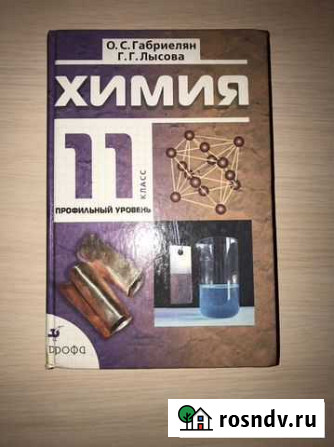 О. С. Габриелян
Г. Г. Лысова
ХИМИЯ
11
КЛАСС
ПРОФИЛЬНЫЙ УРОВЕНЬ
дрофа
rosndv.ru